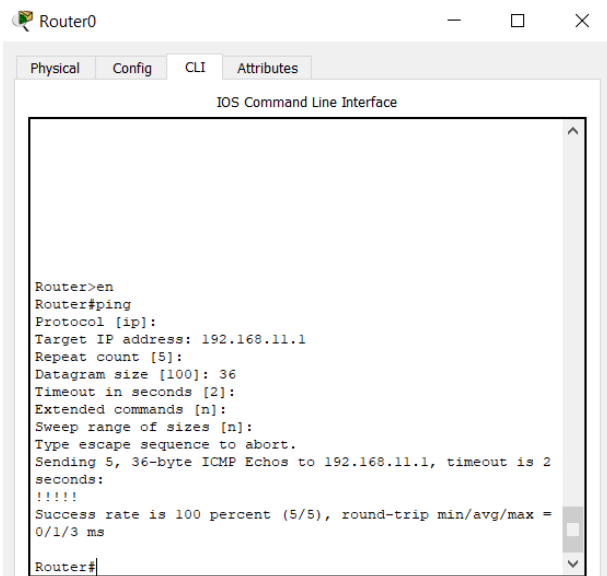 Router0
Physical Config CLI Attributes
IOS Command Line Interface
Router>en
Router#ping
Protocol [ip]:
Target IP address: 192.168.11.1
Repeat count [5]:
Datagram size [100]: 36
Timeout in seconds [2]:
Extended commands [n]:
Sweep range of sizes [n]:
Type escape sequence to abort.
Sending 5, 36-byte ICMP Echos to 192.168.11.1, timeout is 2
seconds:
!!!!!
Success rate is 100 percent (5/5), round-trip min/avg/max =
0/1/3 ms
Router#